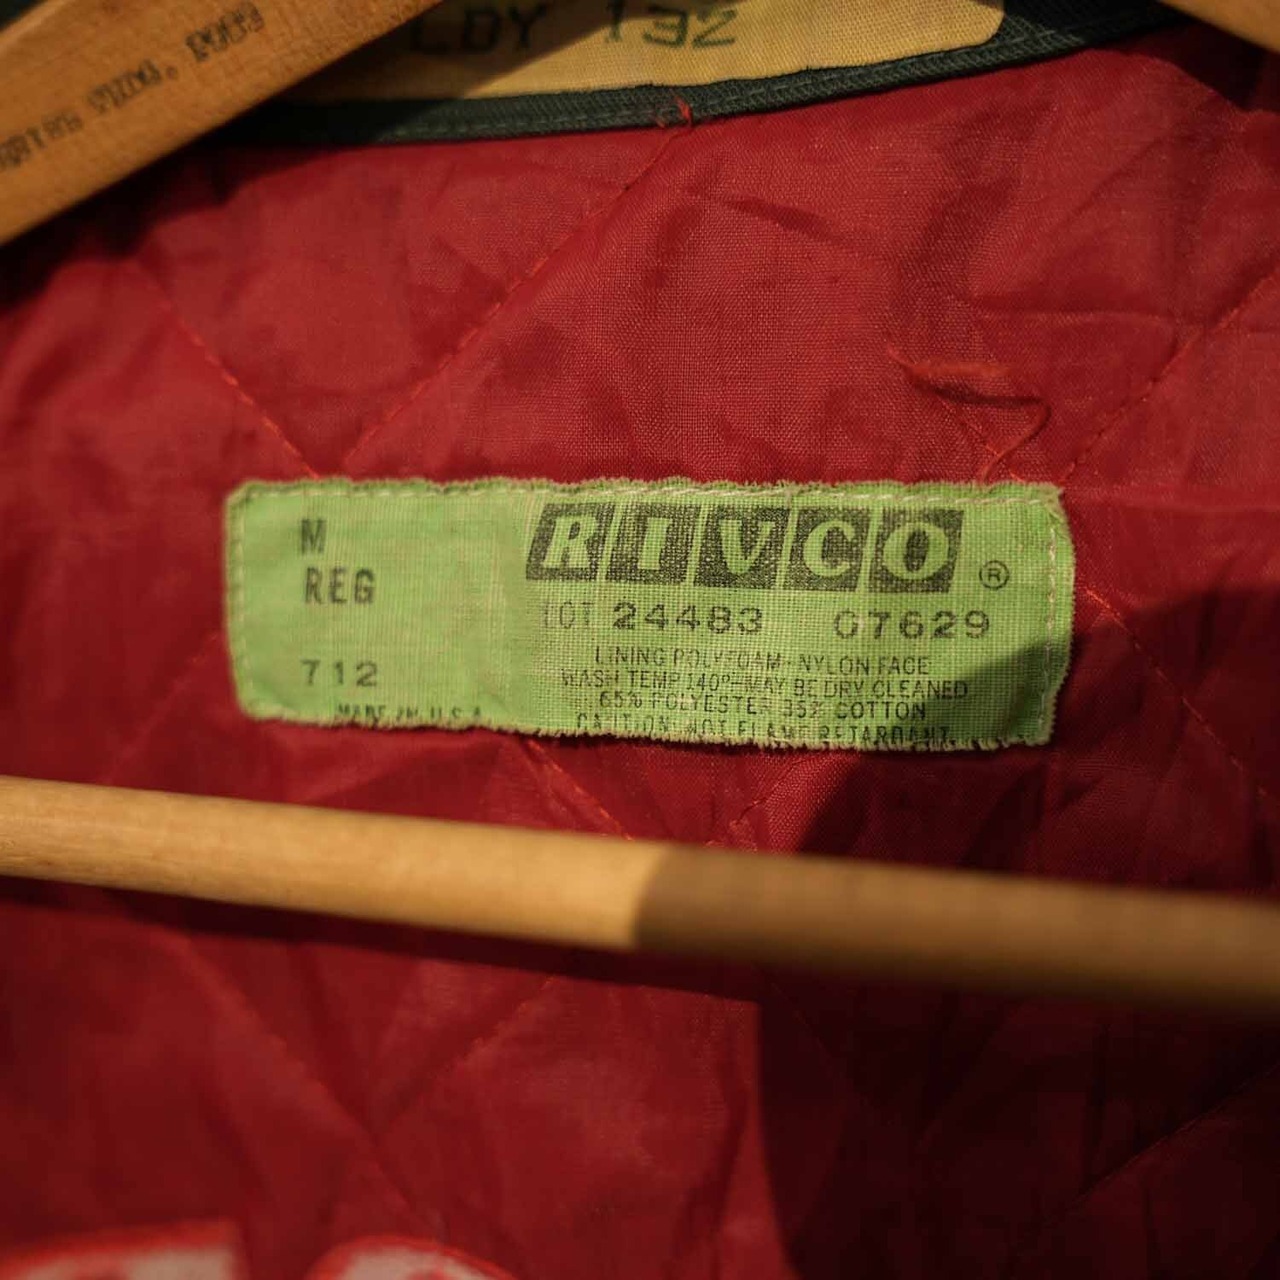 LDY 132
M
REG
712
MADE IN U.S.A.
RIVCO ®
LOT 24483 07629
LINING POLYFOAM-NYLON FACE
WASH TEMP 140°-MAY BE DRY CLEANED
65% POLYESTER 35% COTTON
CAUTION: NOT FLAME RETARDANT